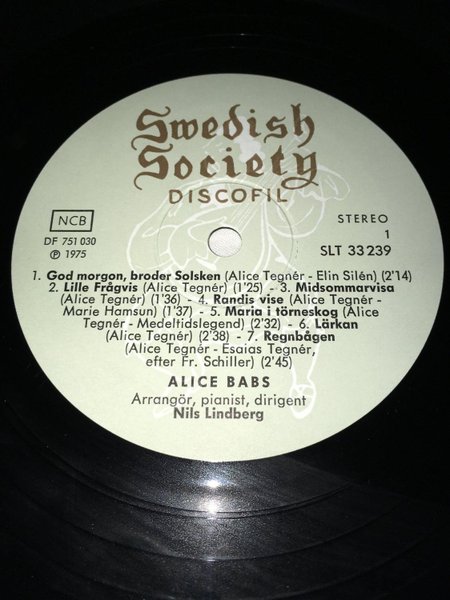 Swedish
Society
DISCOFIL
NCB
DF 751 030
℗ 1975
STEREO
1
SLT 33 239
1. God morgon, broder Solsken (Alice Tegnér - Elin Silén) (2'14)
2. Lille Frågvis (Alice Tegnér) (1'25) - 3. Midsommarvisa
(Alice Tegnér) (1'36) - 4. Randis vise (Alice Tegnér -
Marie Hamsun) (1'37) - 5. Maria i törneskog (Alice
Tegnér - Medeltidslegend) (2'32) - 6. Lärkan
(Alice Tegnér) (2'38) - 7. Regnbågen
(Alice Tegnér - Esaias Tegnér,
efter Fr. Schiller) (2'45)
ALICE BABS
Arrangör, pianist, dirigent
Nils Lindberg